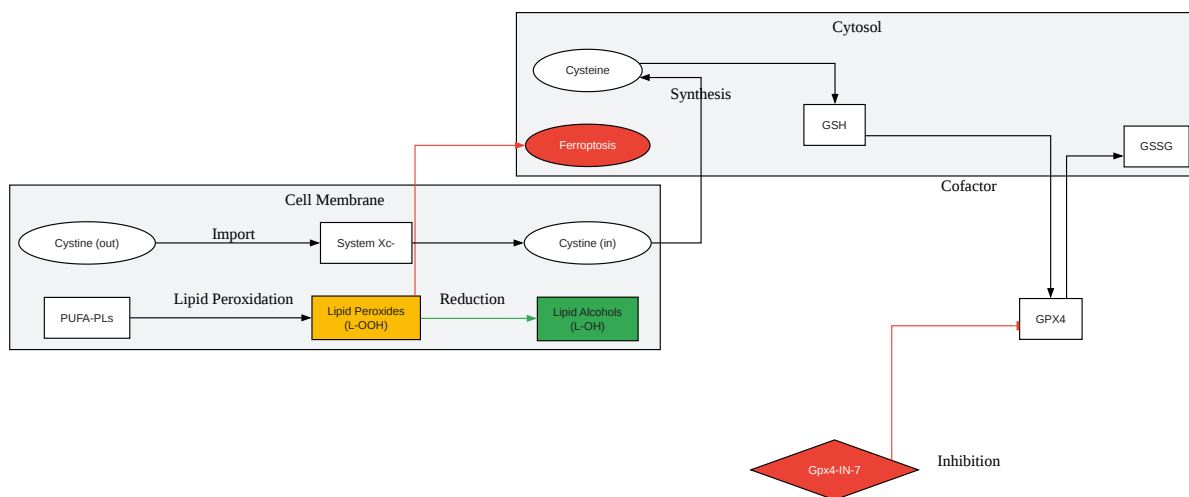 Cytosol
Cysteine
Synthesis
GSH
Ferroptosis
GSSG
Cofactor
Cell Membrane
Cystine (out)
Import
System Xc-
Cystine (in)
PUFA-PLs
Lipid Peroxidation
Lipid Peroxides
(L-OOH)
Reduction
Lipid Alcohols
(L-OH)
GPX4
Gpx4-IN-7
Inhibition